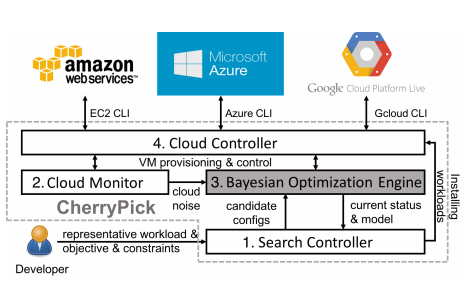 amazon
web services™
Microsoft
Azure
Google Cloud Platform Live
EC2 CLI
Azure CLI
Gcloud CLI
4. Cloud Controller
VM provisioning & control
2. Cloud Monitor
3. Bayesian Optimization Engine
Installing
workloads
cloud
noise
CherryPick
candidate
configs
current status
& model
representative workload &
objective & constraints
1. Search Controller
Developer